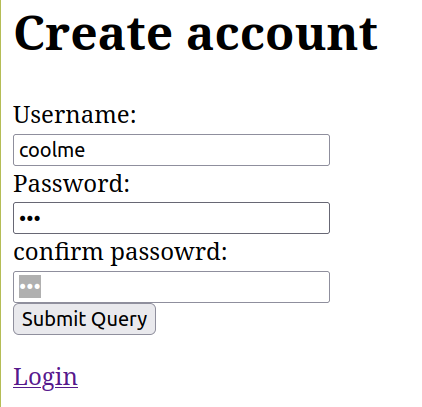 Create account
Username:
coolme
Password:
•••
confirm passowrd:
•••
Submit Query
Login